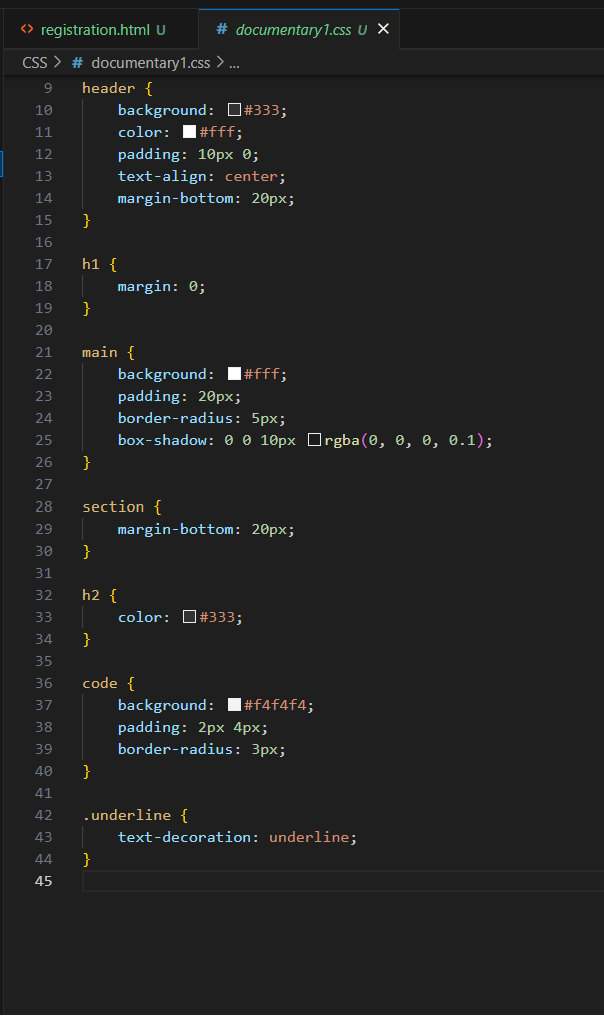 registration.html U
# documentary1.css U
CSS > # documentary1.css > ...
9 header {
10 background: #333;
11 color: #fff;
12 padding: 10px 0;
13 text-align: center;
14 margin-bottom: 20px;
15 }
16
17 h1 {
18 margin: 0;
19 }
20
21 main {
22 background: #fff;
23 padding: 20px;
24 border-radius: 5px;
25 box-shadow: 0 0 10px rgba(0, 0, 0, 0.1);
26 }
27
28 section {
29 margin-bottom: 20px;
30 }
31
32 h2 {
33 color: #333;
34 }
35
36 code {
37 background: #f4f4f4;
38 padding: 2px 4px;
39 border-radius: 3px;
40 }
41
42 .underline {
43 text-decoration: underline;
44 }
45